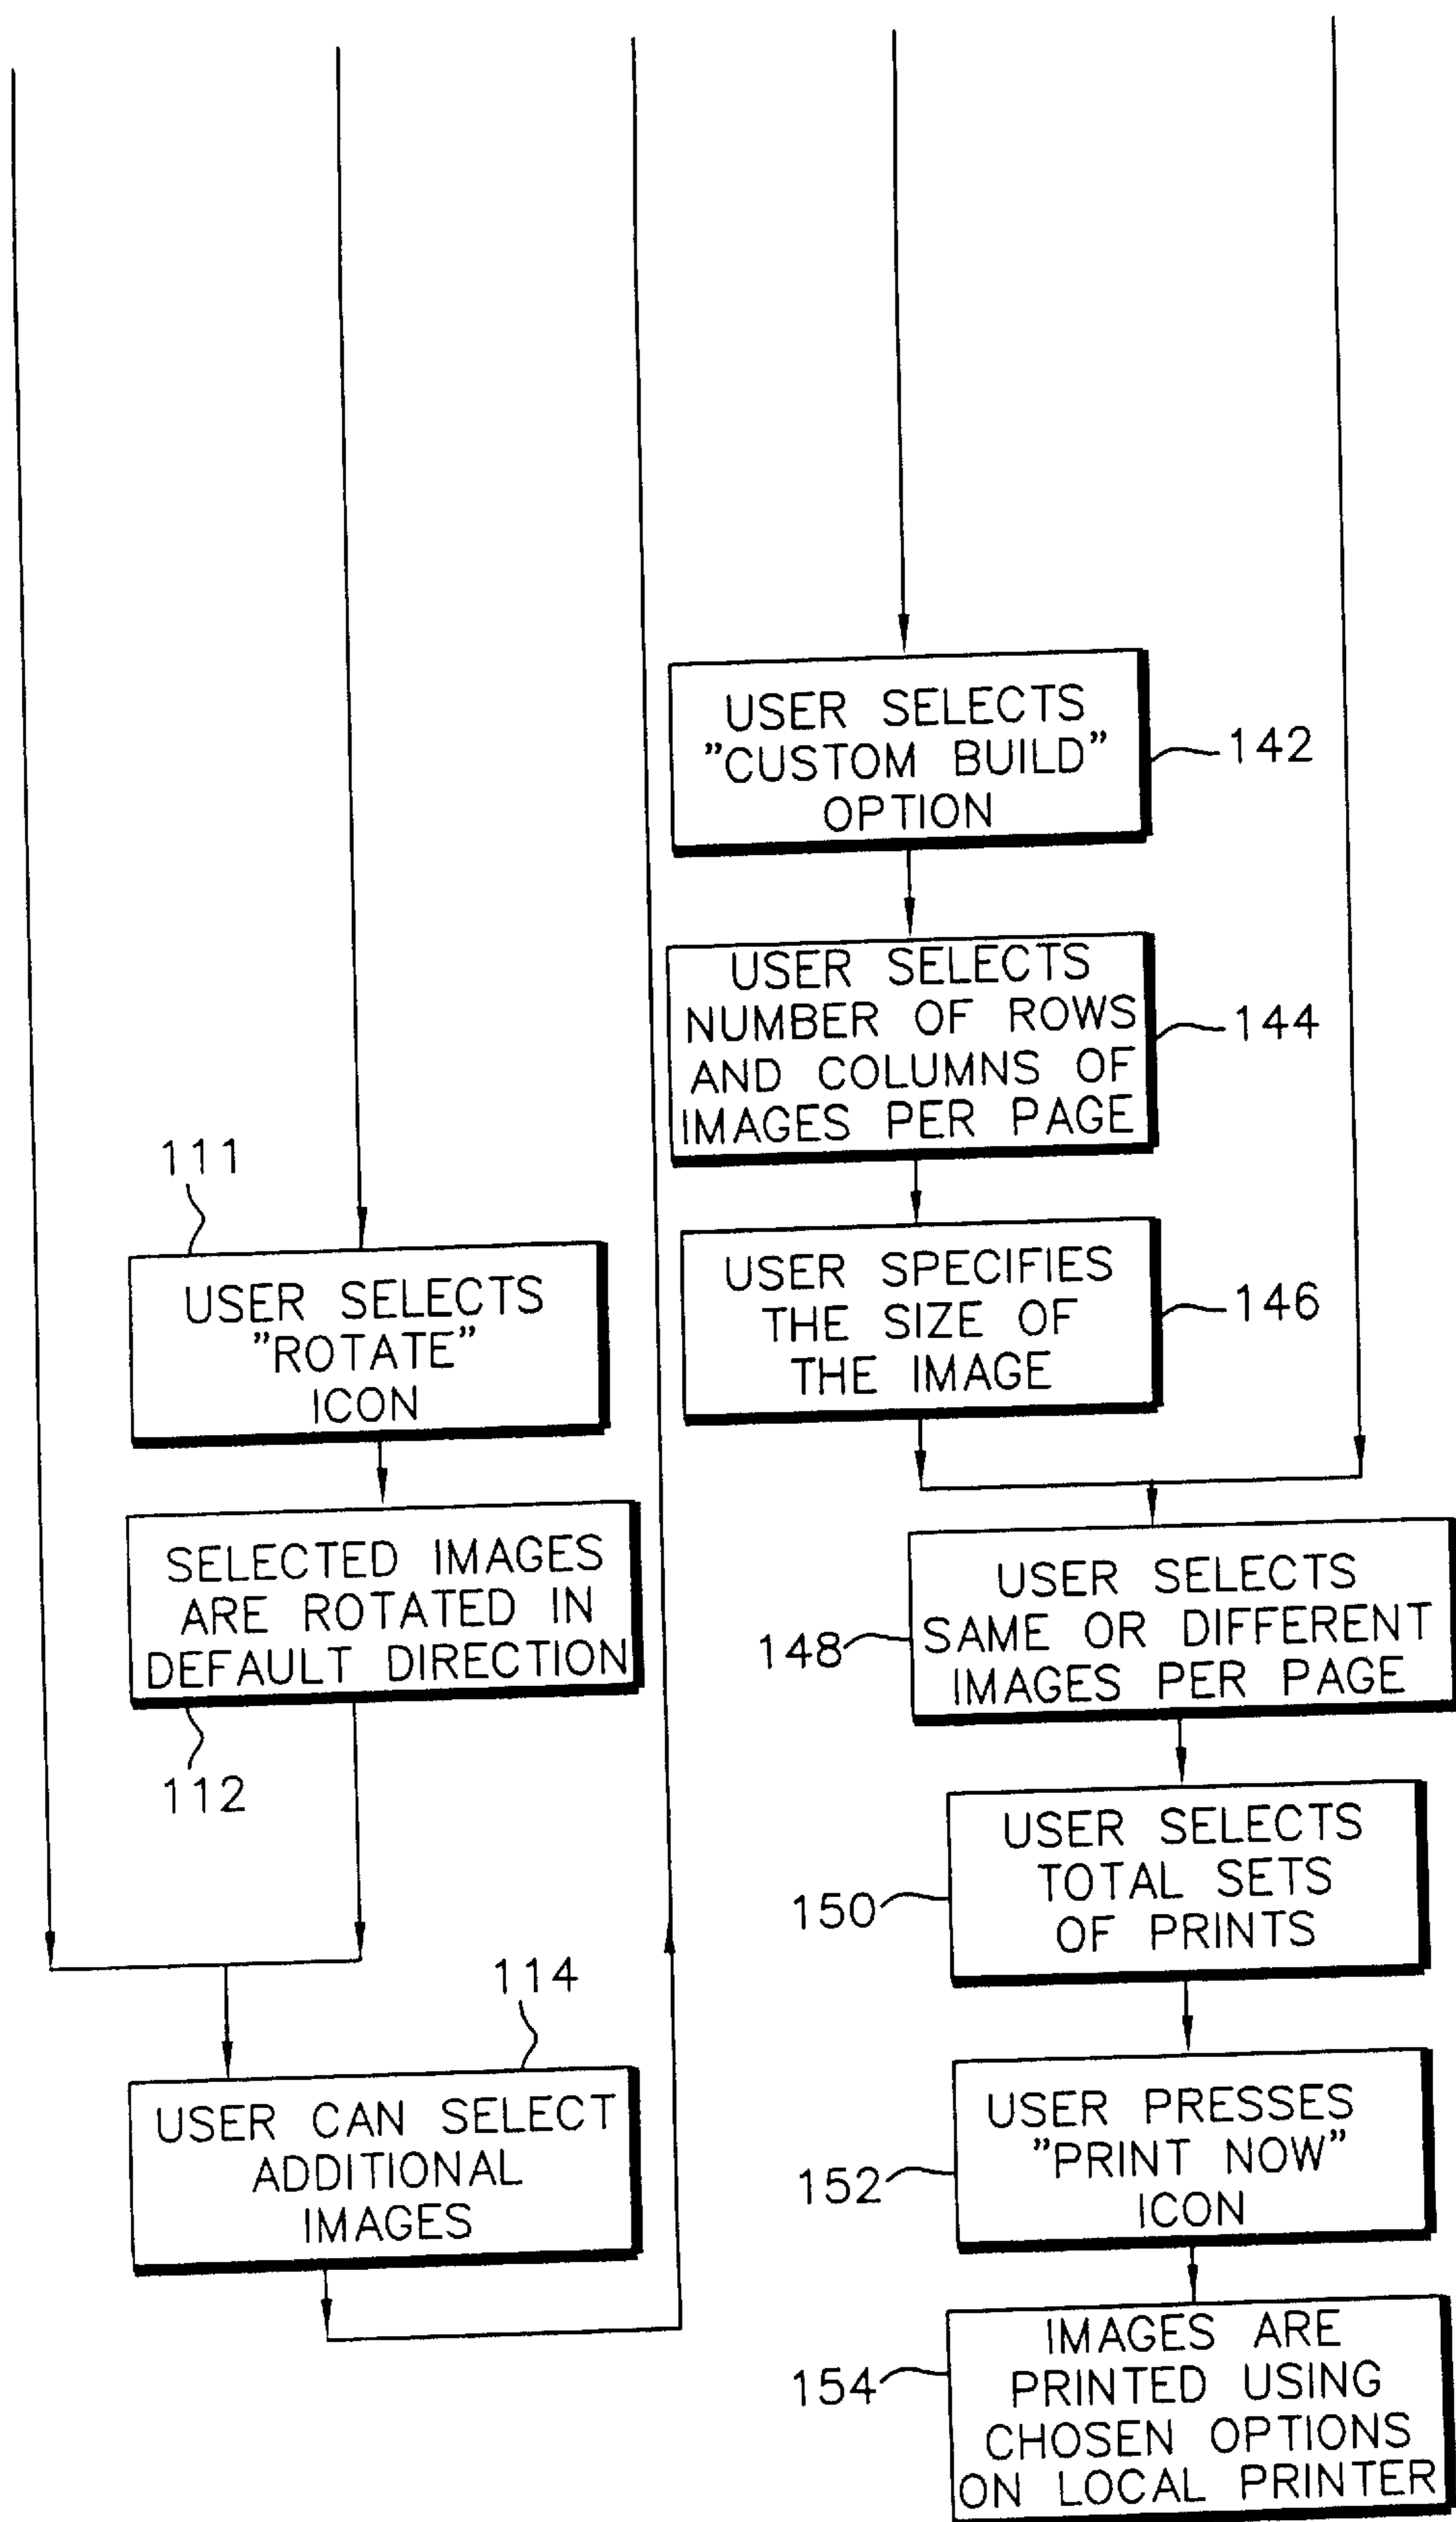 111
USER SELECTS
”ROTATE”
ICON
SELECTED IMAGES
ARE ROTATED IN
DEFAULT DIRECTION
112
114
USER CAN SELECT
ADDITIONAL
IMAGES
USER SELECTS
”CUSTOM BUILD”
OPTION
142
USER SELECTS
NUMBER OF ROWS
AND COLUMNS OF
IMAGES PER PAGE
144
USER SPECIFIES
THE SIZE OF
THE IMAGE
146
148
USER SELECTS
SAME OR DIFFERENT
IMAGES PER PAGE
150
USER SELECTS
TOTAL SETS
OF PRINTS
152
USER PRESSES
”PRINT NOW”
ICON
154
IMAGES ARE
PRINTED USING
CHOSEN OPTIONS
ON LOCAL PRINTER